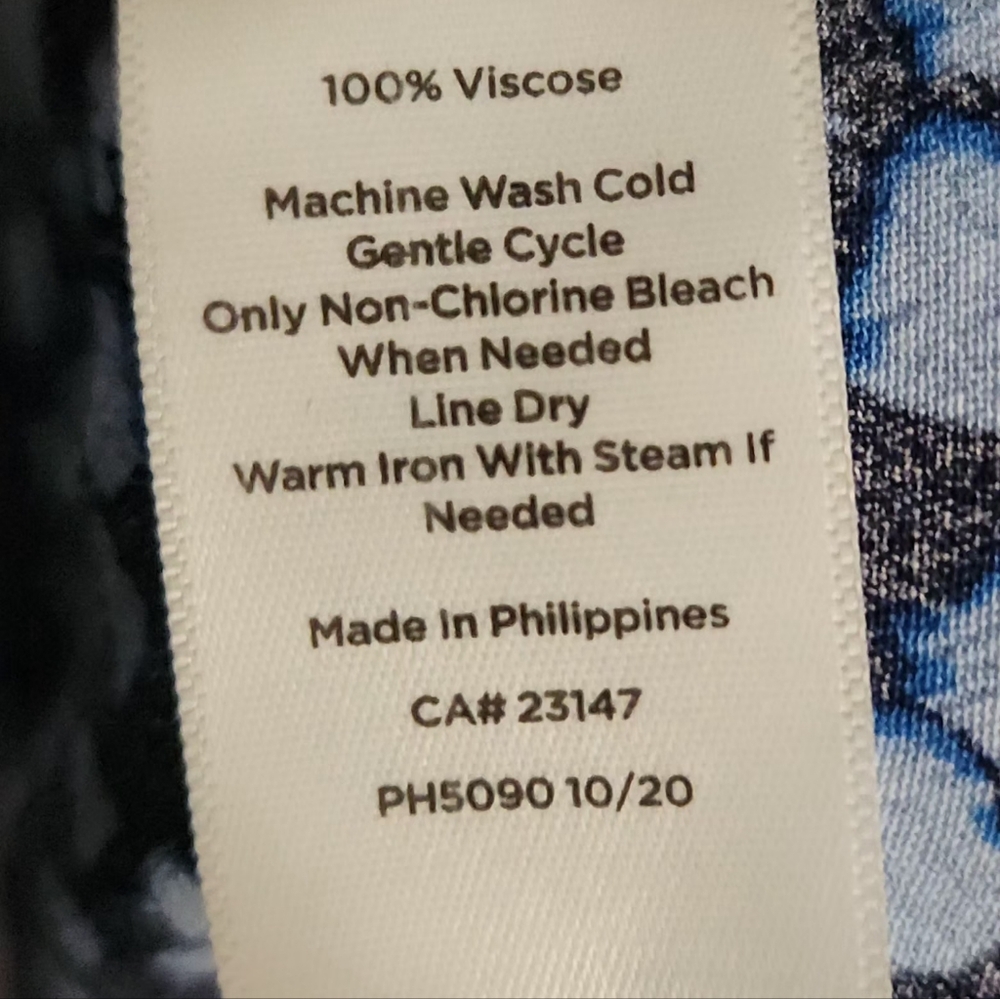 100% Viscose
Machine Wash Cold
Gentle Cycle
Only Non-Chlorine Bleach
When Needed
Line Dry
Warm Iron With Steam If
Needed
Made in Philippines
CA# 23147
PH5090 10/20